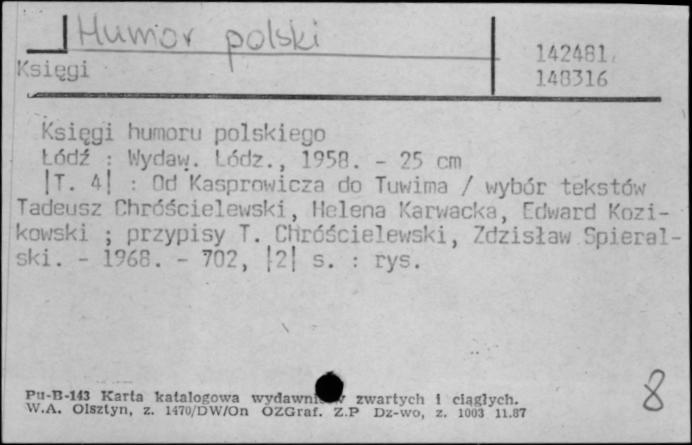 Humor polski
142481
Księgi
148316
Księgi humoru polskiego
Łódź : Wydaw. Łódz., 1958. - 25 cm
|T. 4| : Od Kasprowicza do Tuwima / wybór tekstów
Tadeusz Chróścielewski, Helena Karwacka, Edward Kozi-
kowski ; przypisy T. Chróścielewski, Zdzisław Spieral-
ski. - 1968. - 702, |2| s. : rys.
Pu-B-143 Karta katalogowa zwartych i ciągłych.
W.A. Olsztyn, z. 1470/DW/On OZGraf. Z.P Dz-wo, z. 1003 11.87
8